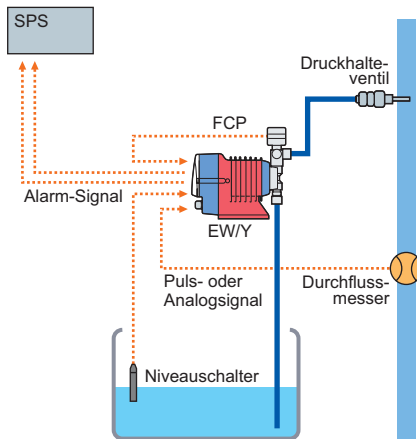 SPS
Druckhalte-
ventil
FCP
Alarm-Signal
EW/Y
Puls- oder
Analogsignal
Durchfluss-
messer
Niveauschalter